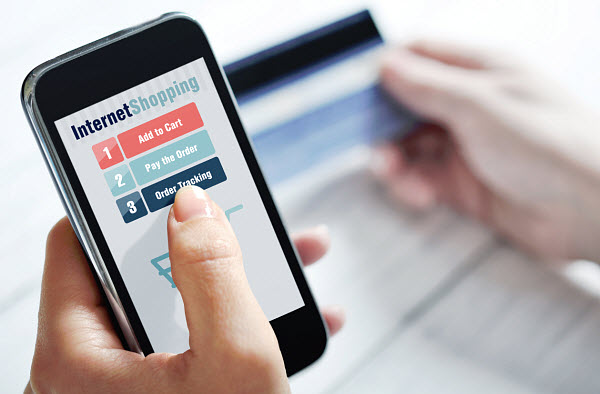 InternetShopping
1 Add to Cart
2 Pay the Order
3 Order Tracking